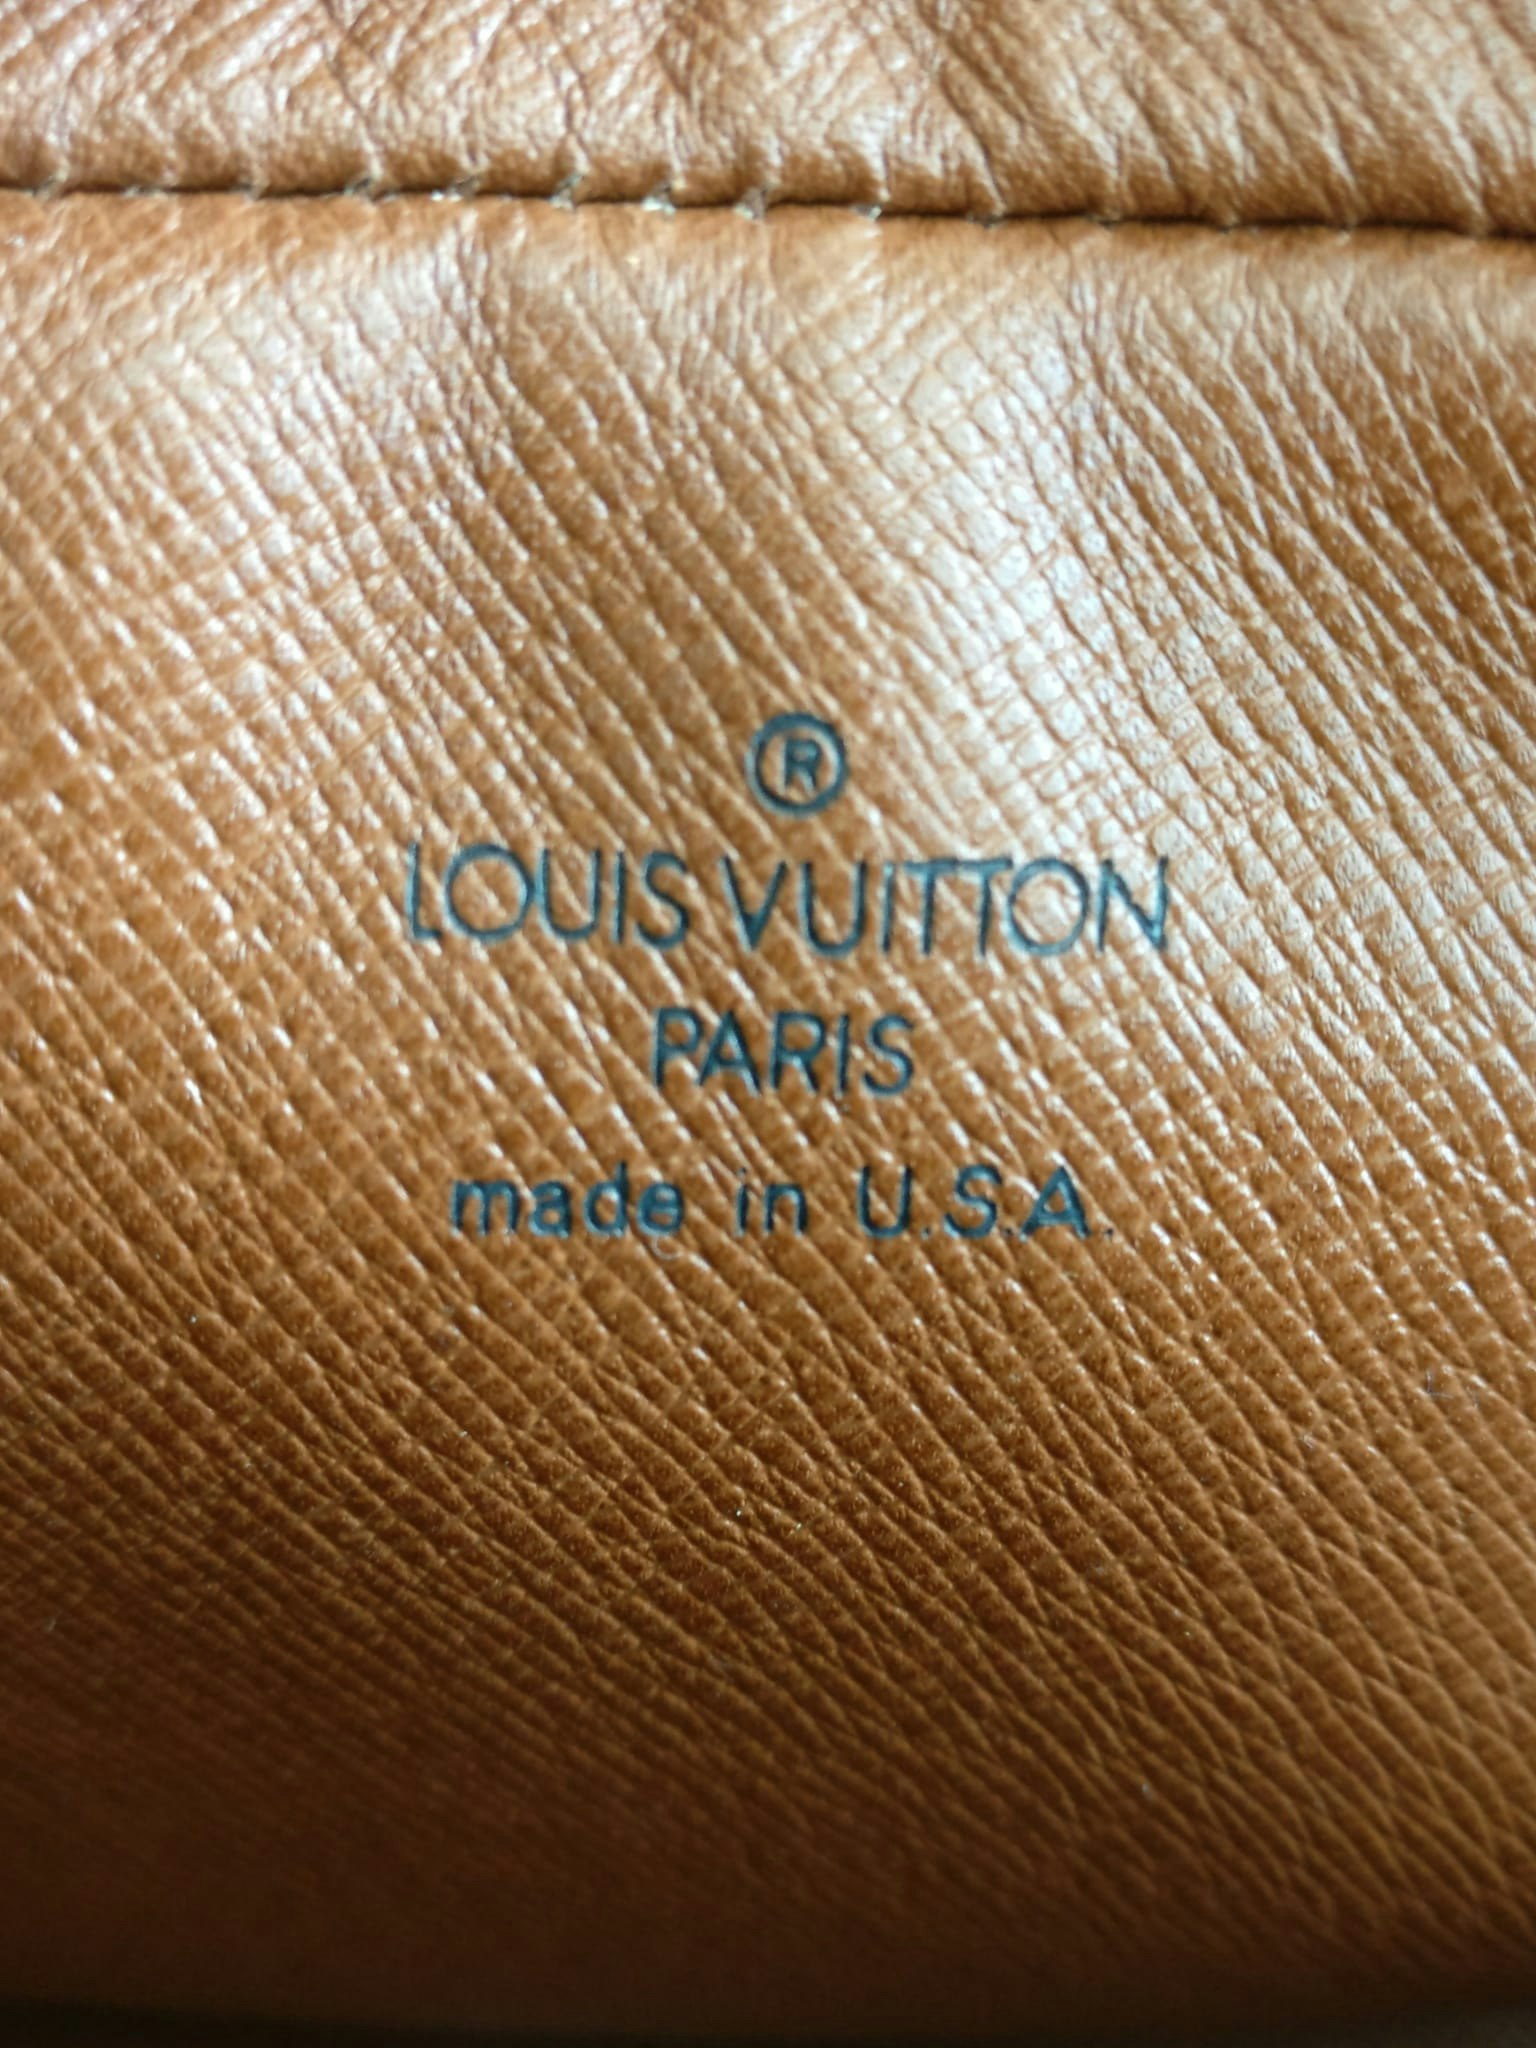 ®
LOUIS VUITTON
PARIS
made in U.S.A.